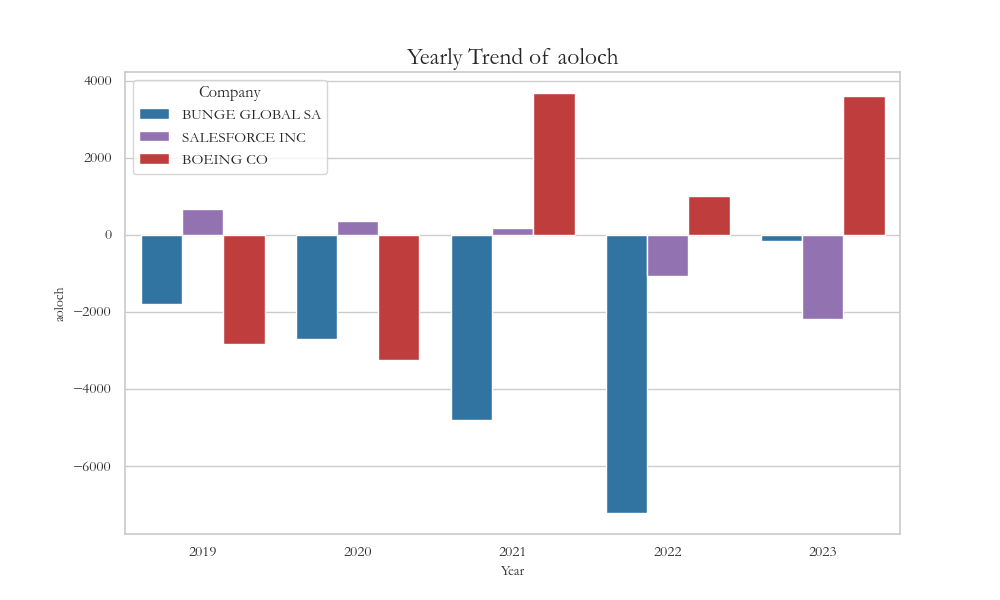 Yearly Trend of aoloch
Company
BUNGE GLOBAL SA
SALESFORCE INC
BOEING CO
4000
2000
0
−2000
−4000
−6000
aoloch
2019 2020 2021 2022 2023
Year